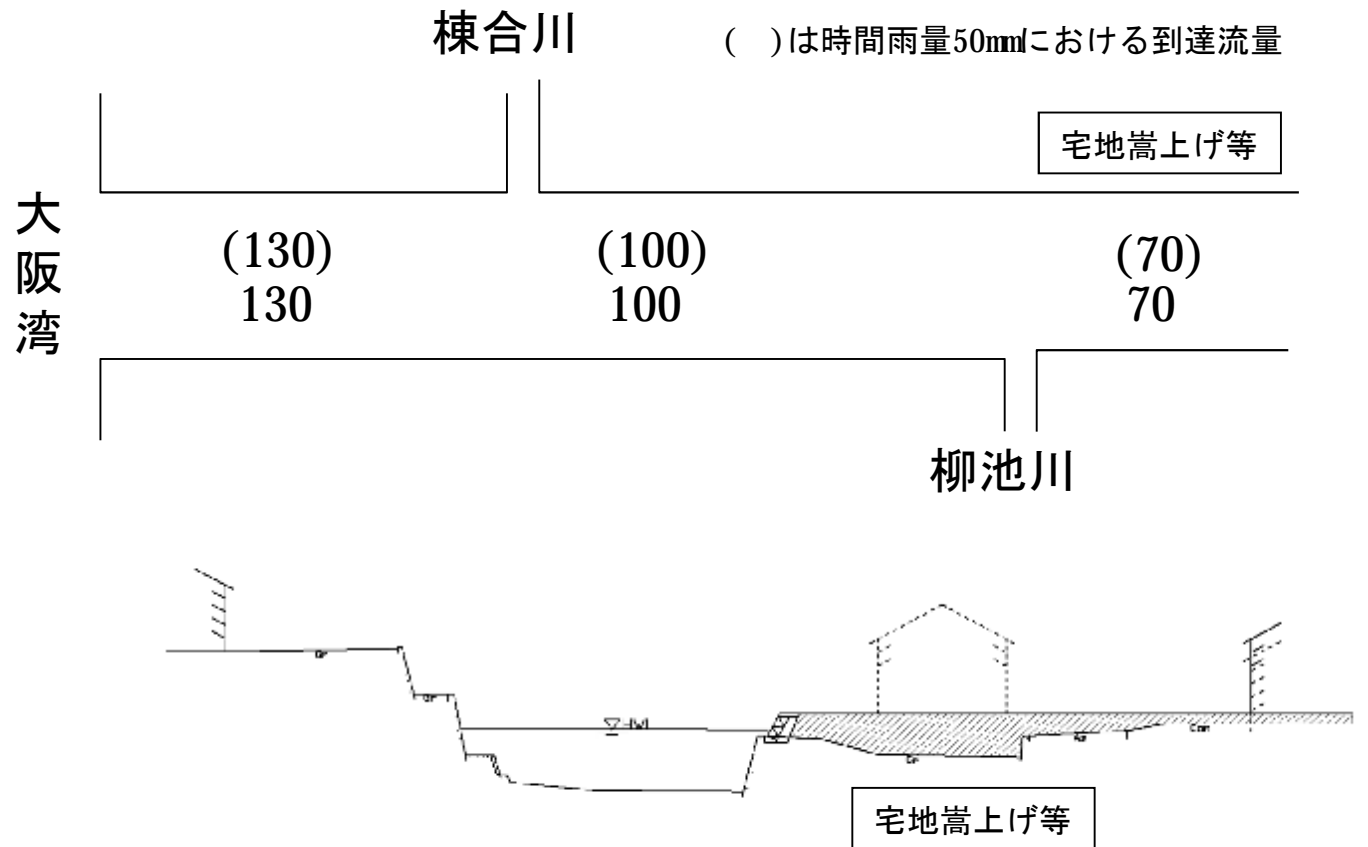 棟合川
( )は時間雨量50mmにおける到達流量
宅地嵩上げ等
大阪湾
(130)
130
(100)
100
(70)
70
柳池川
宅地嵩上げ等